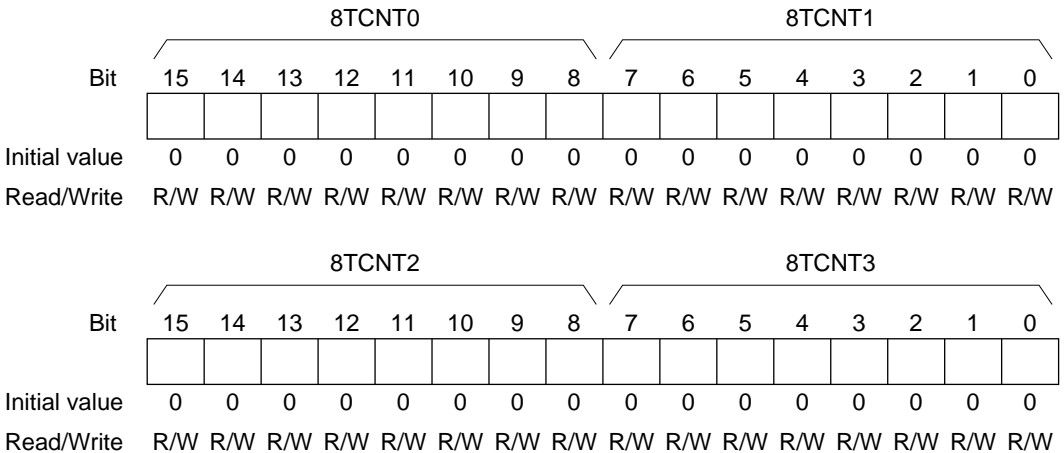 8TCNT0 8TCNT1
Bit 15 14 13 12 11 10 9 8 7 6 5 4 3 2 1 0
Initial value 0 0 0 0 0 0 0 0 0 0 0 0 0 0 0 0
Read/Write R/W R/W R/W R/W R/W R/W R/W R/W R/W R/W R/W R/W R/W R/W R/W R/W
8TCNT2 8TCNT3
Bit 15 14 13 12 11 10 9 8 7 6 5 4 3 2 1 0
Initial value 0 0 0 0 0 0 0 0 0 0 0 0 0 0 0 0
Read/Write R/W R/W R/W R/W R/W R/W R/W R/W R/W R/W R/W R/W R/W R/W R/W R/W